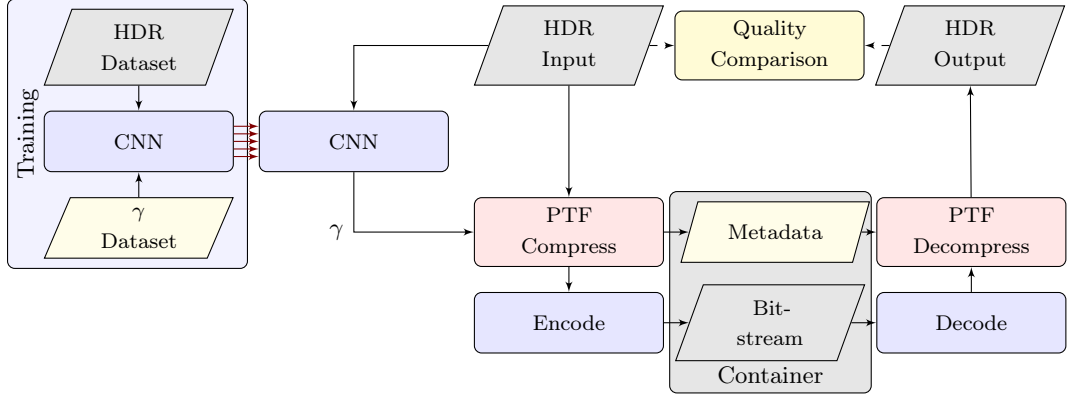 Training
HDR
Dataset
CNN
γ
Dataset
CNN
γ
HDR
Input
Quality
Comparison
HDR
Output
PTF
Compress
Metadata
PTF
Decompress
Encode
Bit-
stream
Decode
Container